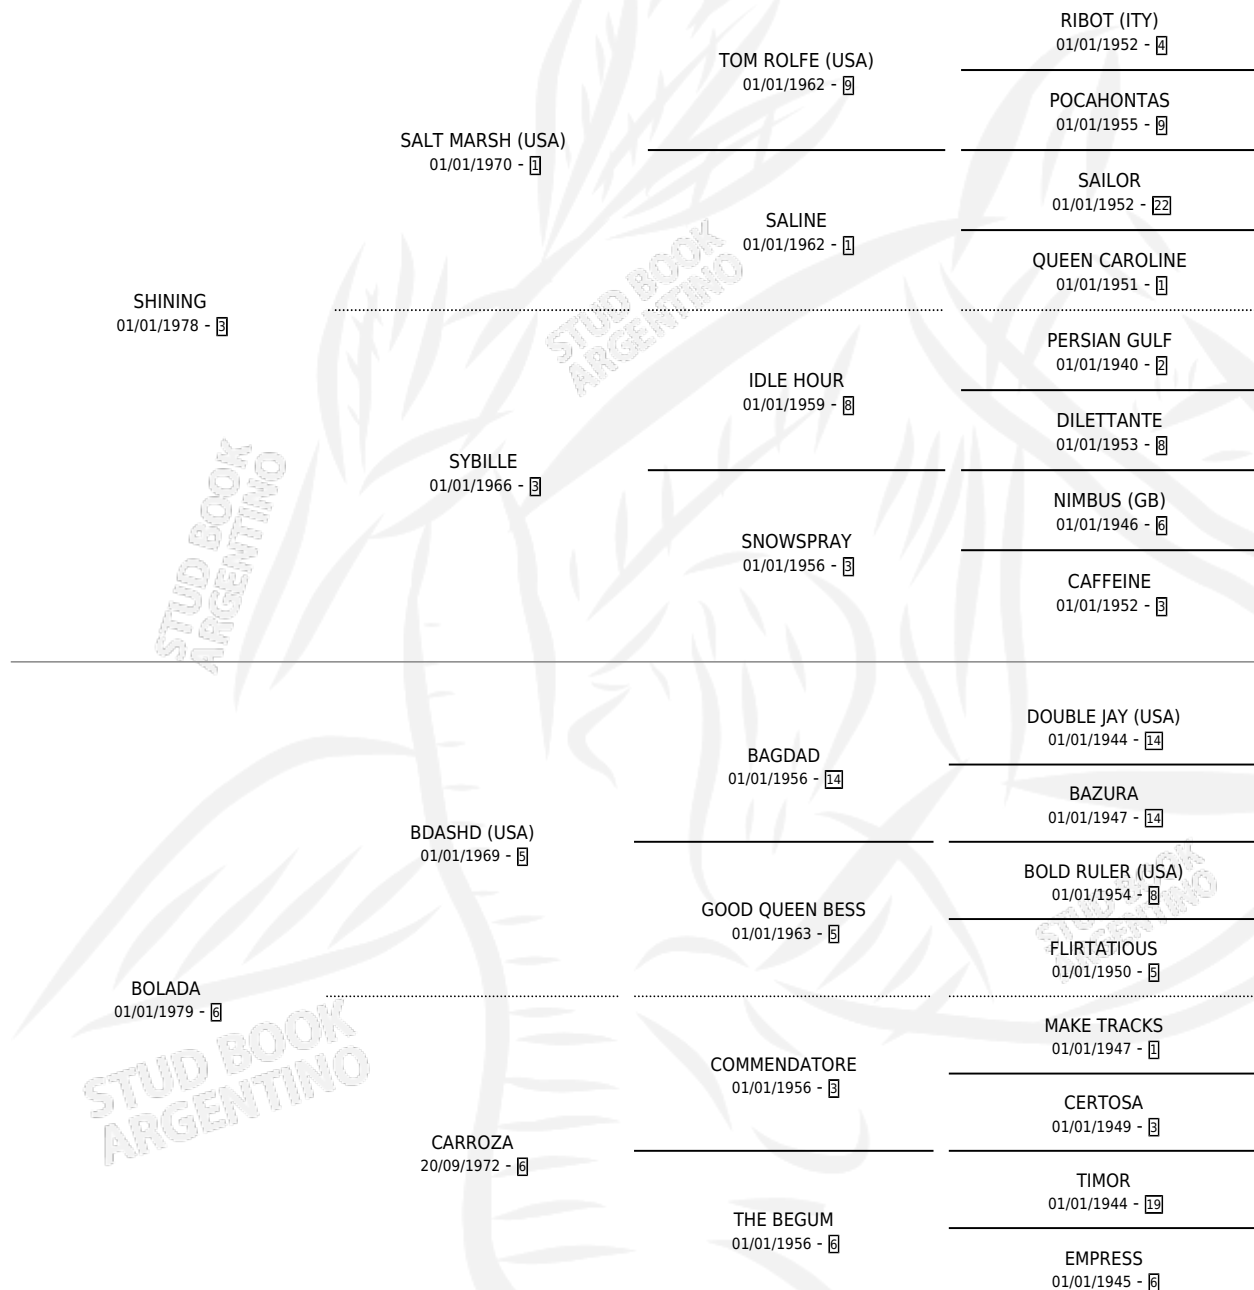 RIBOT (ITY)
01/01/1952 - 4
TOM ROLFE (USA)
01/01/1962 - 9
POCAHONTAS
01/01/1955 - 9
SALT MARSH (USA)
01/01/1970 - 1
SAILOR
01/01/1952 - 22
SALINE
01/01/1962 - 1
QUEEN CAROLINE
01/01/1951 - 1
SHINING
01/01/1978 - 3
STUD BOOK
ARGENTINO
PERSIAN GULF
01/01/1940 - 2
IDLE HOUR
01/01/1959 - 8
DILETTANTE
01/01/1953 - 8
SYBILLE
01/01/1966 - 3
NIMBUS (GB)
01/01/1946 - 6
SNOWSPRAY
01/01/1956 - 3
CAFFEINE
01/01/1952 - 3
STUD BOOK
ARGENTINO
DOUBLE JAY (USA)
01/01/1944 - 14
BAGDAD
01/01/1956 - 14
BAZURA
01/01/1947 - 14
BDASHD (USA)
01/01/1969 - 5
BOLD RULER (USA)
01/01/1954 - 8
GOOD QUEEN BESS
01/01/1963 - 5
STUD BOOK
ARGENTINO
FLIRTATIOUS
01/01/1950 - 5
BOLADA
01/01/1979 - 6
STUD BOOK
ARGENTINO
MAKE TRACKS
01/01/1947 - 1
COMMENDATORE
01/01/1956 - 3
CERTOSA
01/01/1949 - 3
CARROZA
20/09/1972 - 6
TIMOR
01/01/1944 - 19
THE BEGUM
01/01/1956 - 6
EMPRESS
01/01/1945 - 6